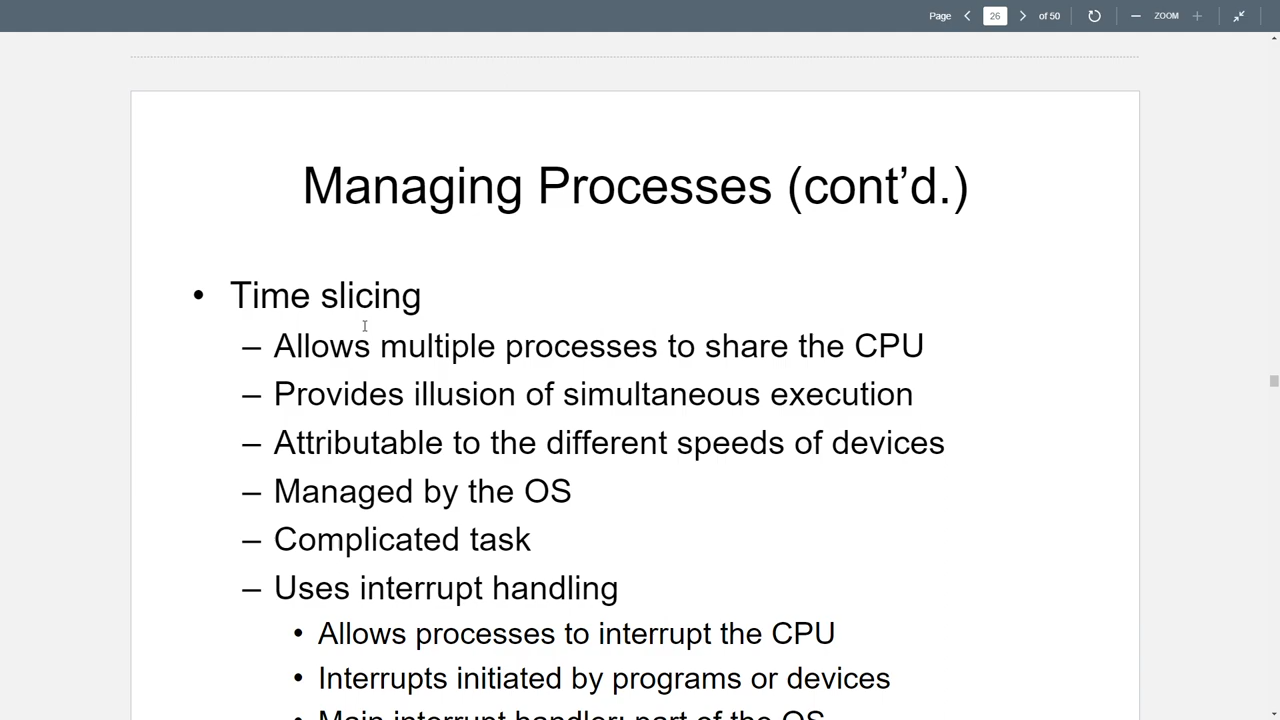 Page 26 of 50 ZOOM
Managing Processes (cont’d.)
• Time slicing
– Allows multiple processes to share the CPU
– Provides illusion of simultaneous execution
– Attributable to the different speeds of devices
– Managed by the OS
– Complicated task
– Uses interrupt handling
• Allows processes to interrupt the CPU
• Interrupts initiated by programs or devices
• Main interrupt handler: part of the OS